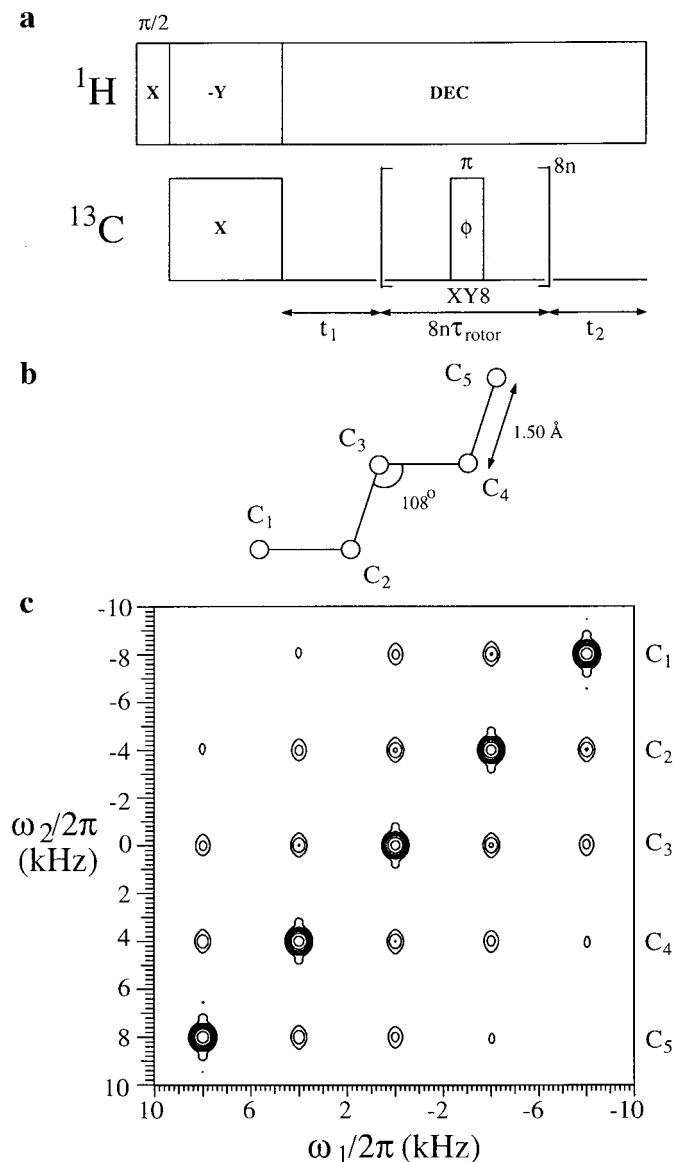 a
π/2
¹H
X
-Y
DEC
π
8n
¹³C
X
ϕ
XY8
t₁
8nτrotor
t₂
b
C₅
1.50 Å
C₃
108°
C₄
C₁
C₂
c
-10
-8
C₁
-6
-4
C₂
-2
ω₂/2π
(kHz)
0
C₃
2
4
C₄
6
8
C₅
10
10 6 2 -2 -6 -10
ω₁/2π (kHz)